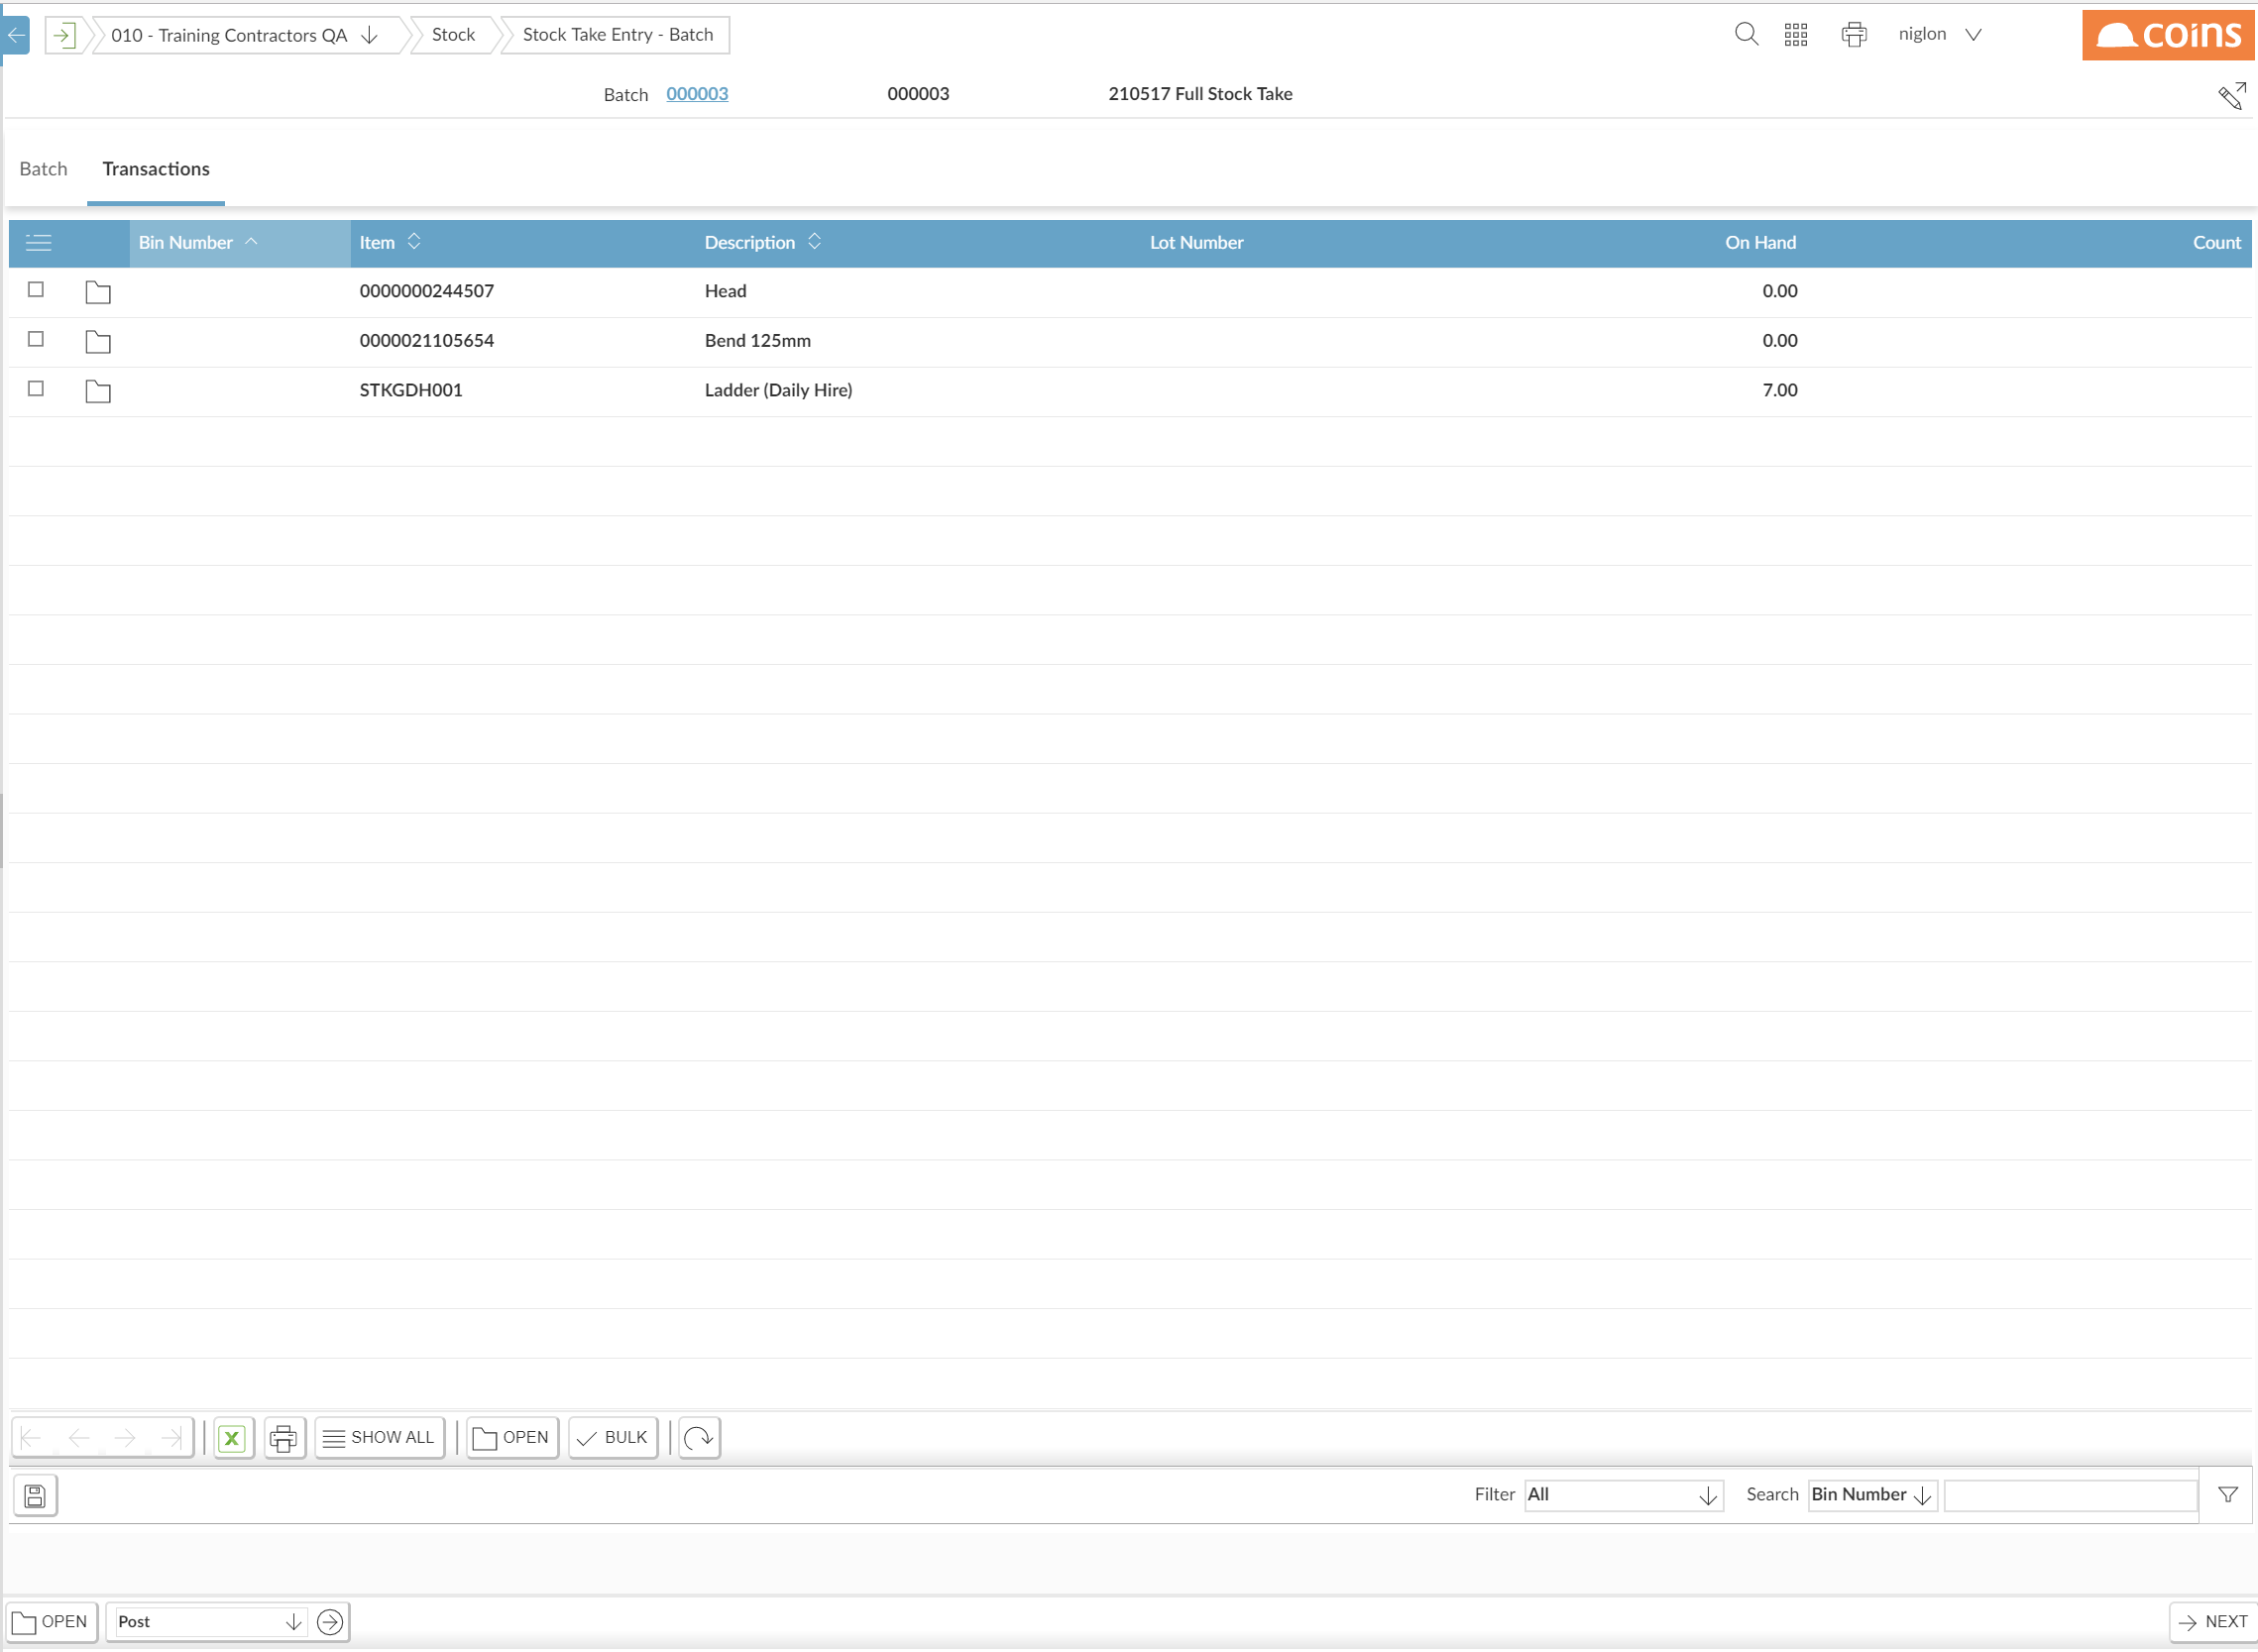 010 - Training Contractors QA Stock Stock Take Entry - Batch niglon coins
Batch 000003 000003 210517 Full Stock Take
Batch Transactions
Bin Number Item Description Lot Number On Hand Count
0000000244507 Head 0.00
0000021105654 Bend 125mm 0.00
STKGDH001 Ladder (Daily Hire) 7.00
SHOW ALL OPEN BULK
Filter All Search Bin Number
OPEN Post NEXT